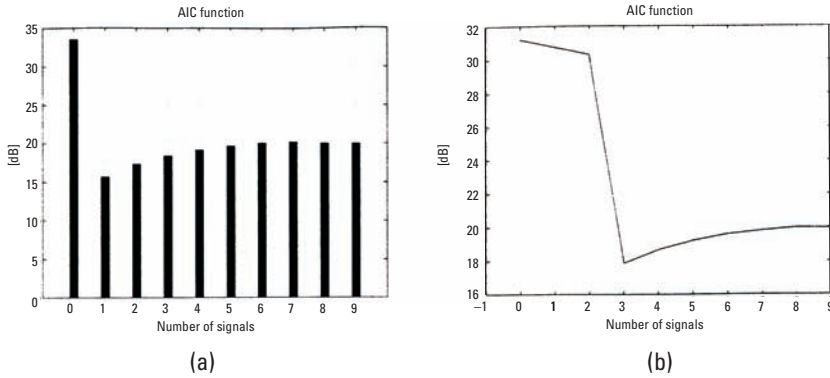 AIC function
35
30
25
20
15
10
5
0
[dB]
0 1 2 3 4 5 6 7 8 9
Number of signals
(a)
AIC function
32
30
28
26
24
22
20
18
16
[dB]
−1 0 1 2 3 4 5 6 7 8 9
Number of signals
(b)